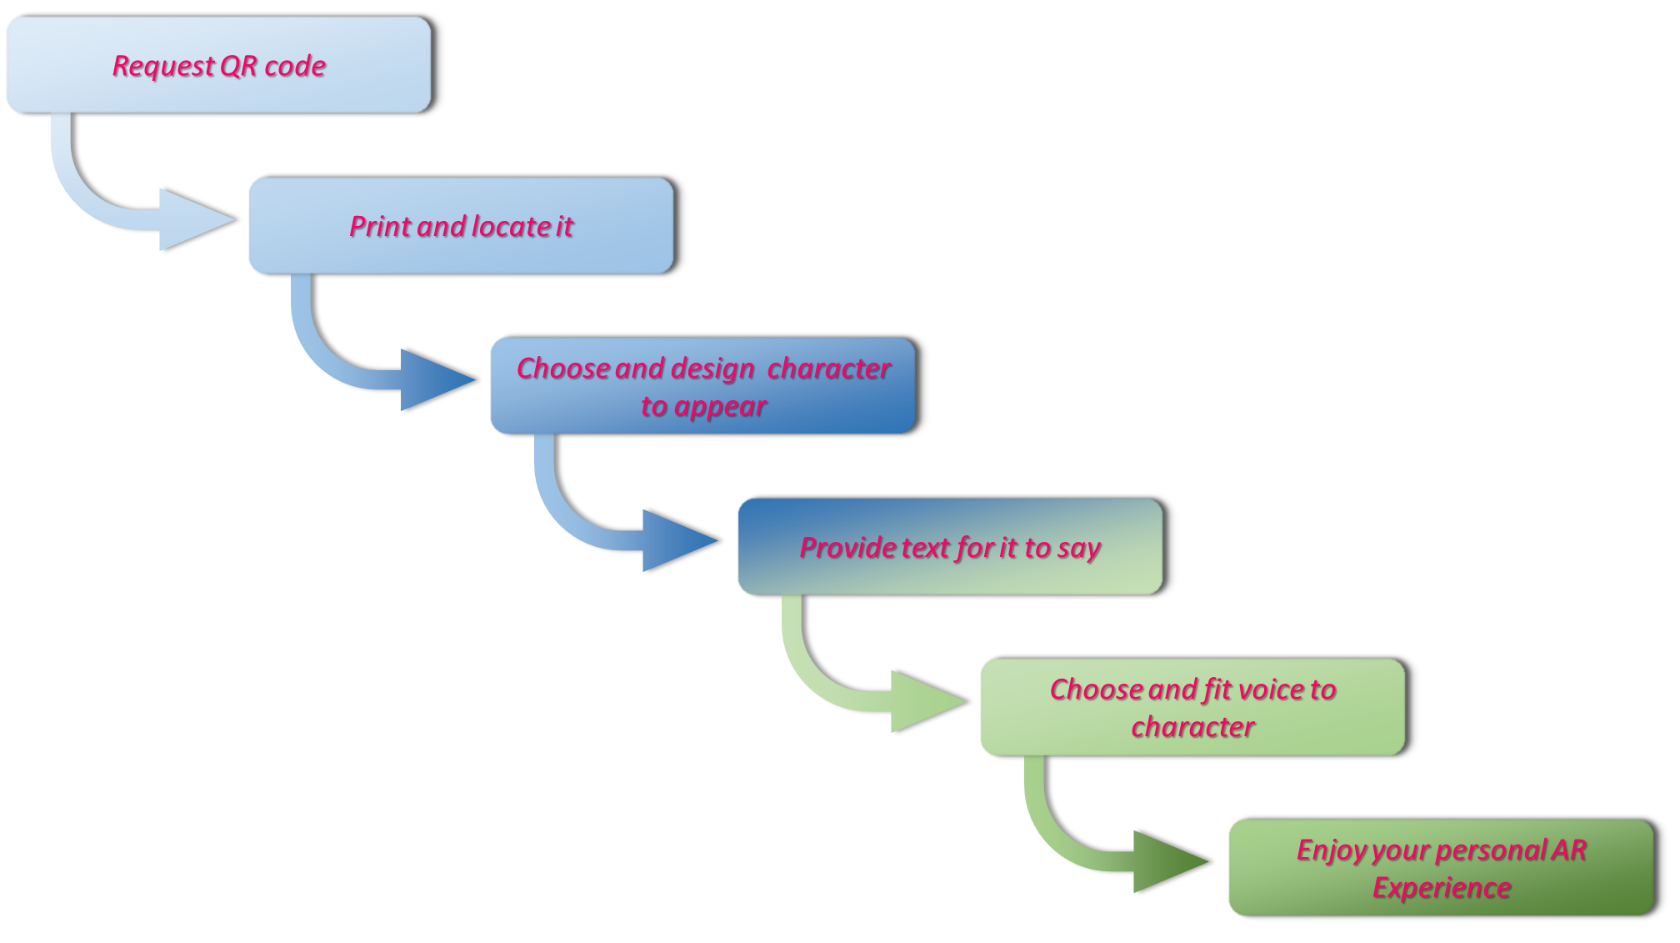 Request QR code
Print and locate it
Choose and design character
to appear
Provide text for it to say
Choose and fit voice to
character
Enjoy your personal AR
Experience